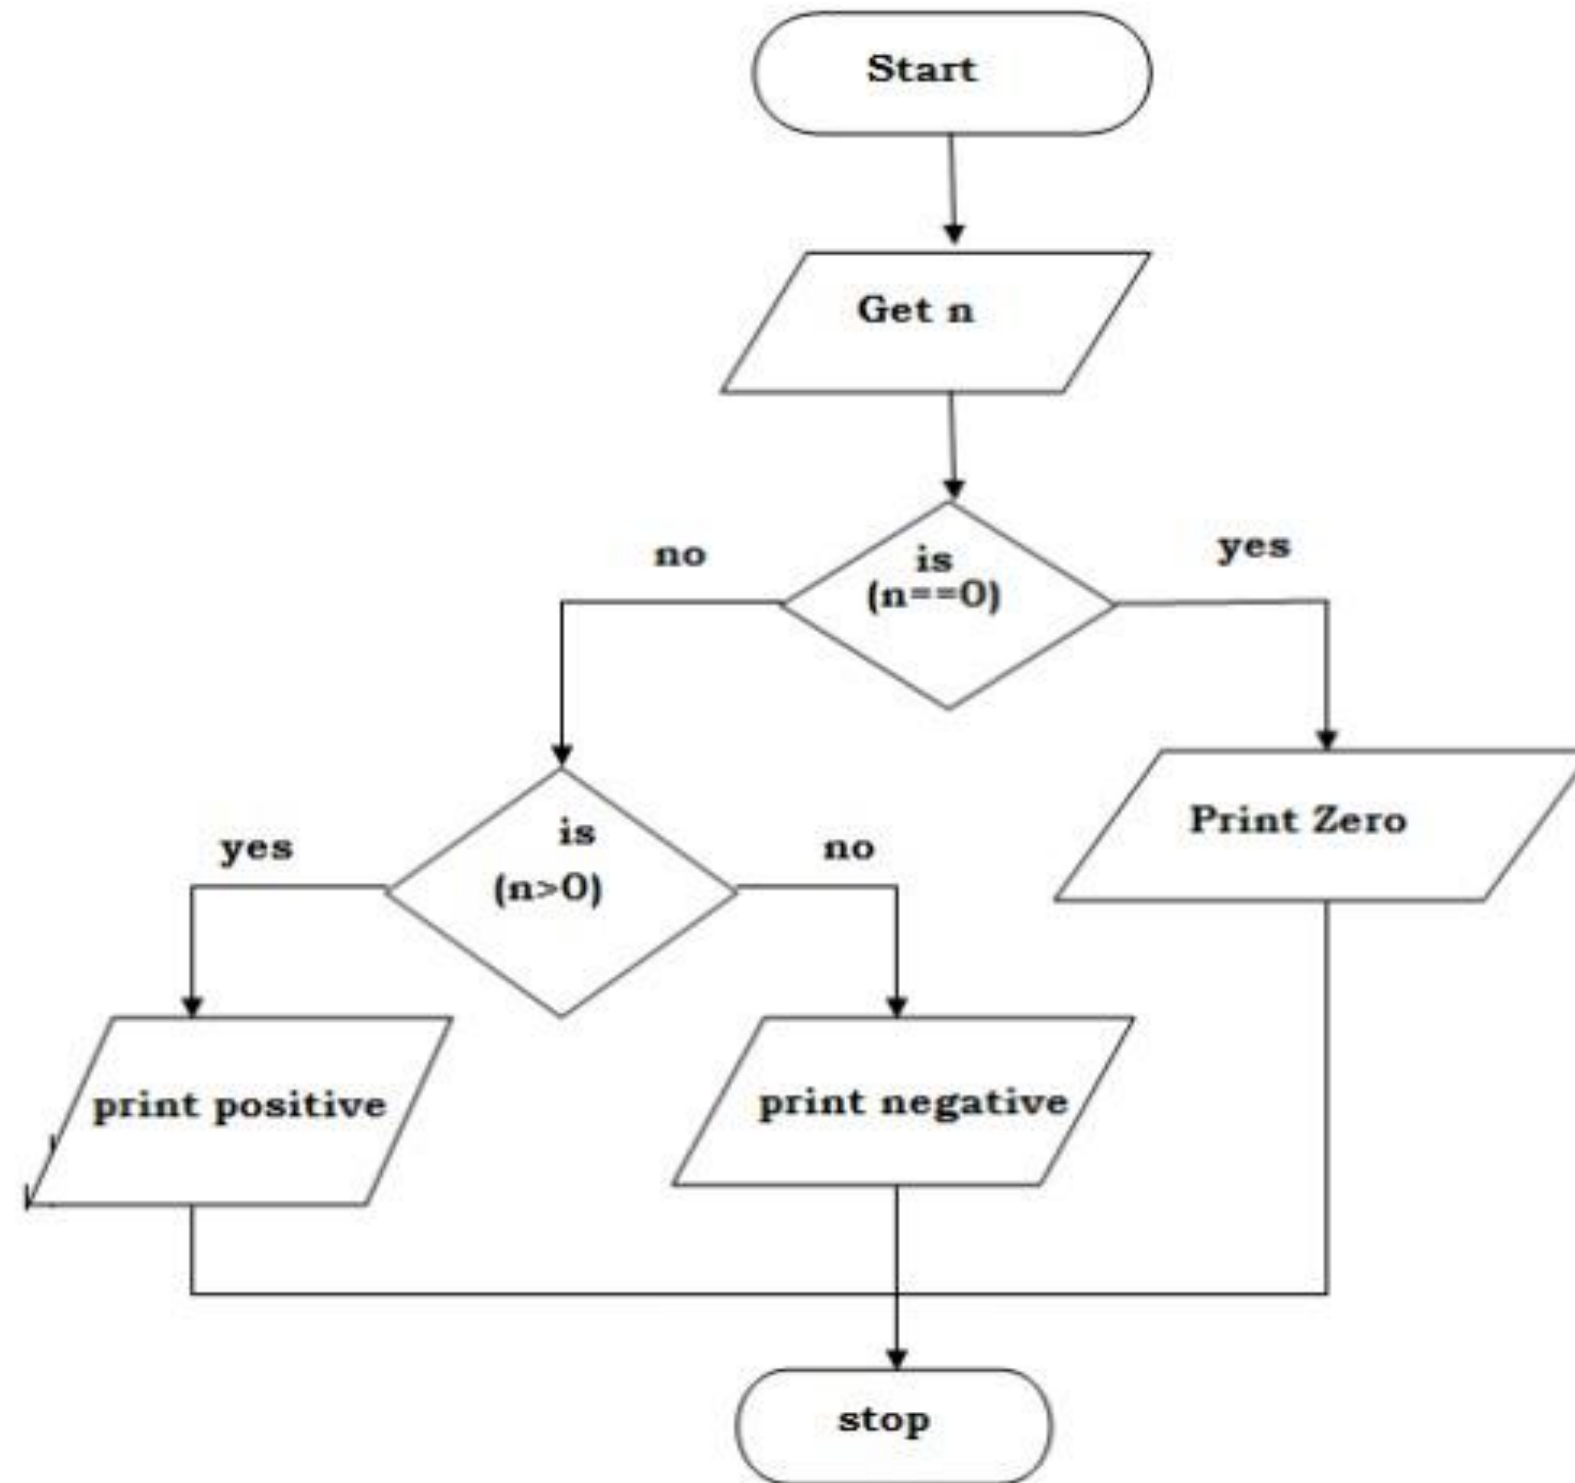 Start
Get n
no
is
(n==0)
yes
Print Zero
yes
is
(n>0)
no
print positive
print negative
stop